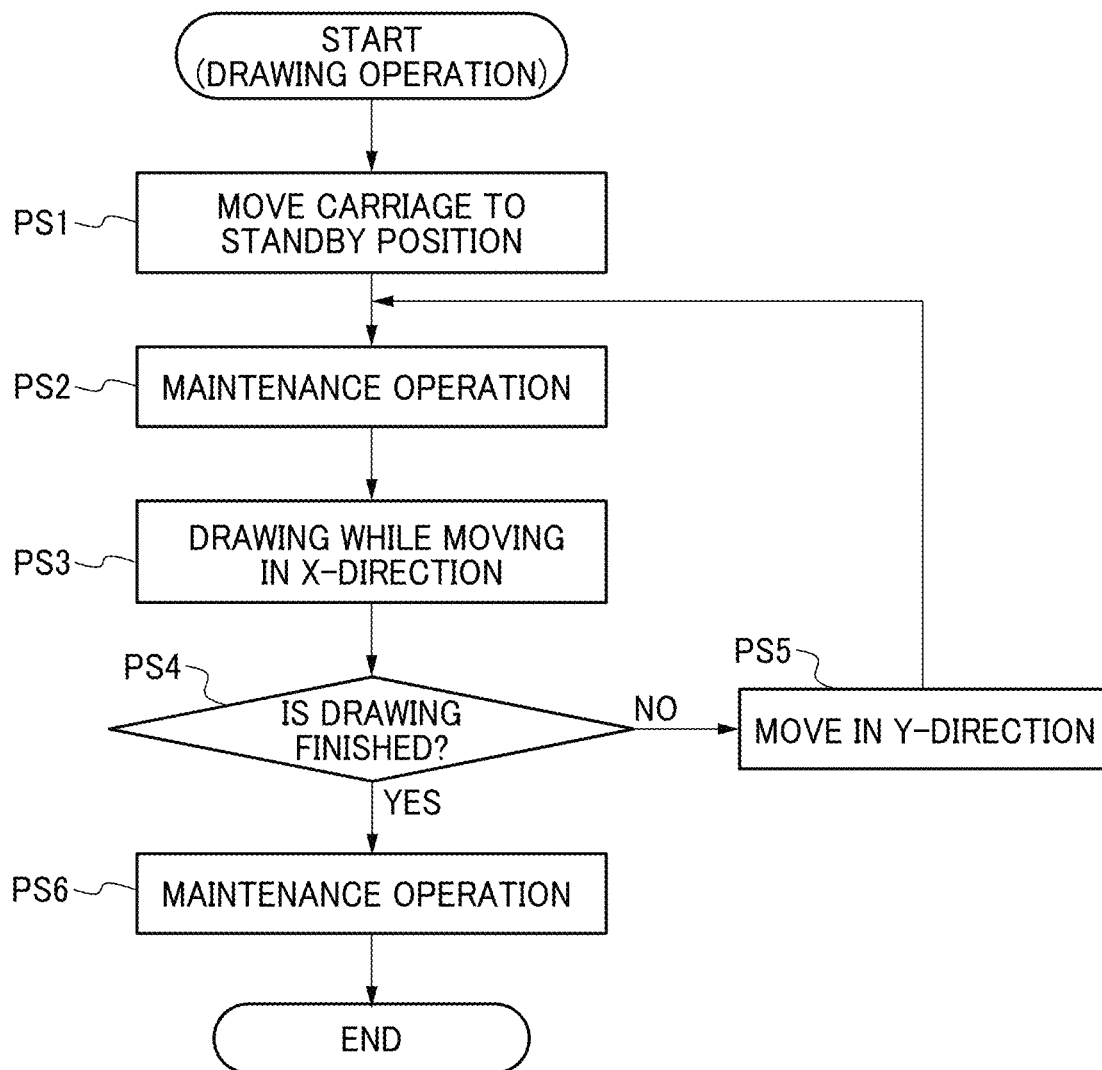 START
(DRAWING OPERATION)
PS1
MOVE CARRIAGE TO
STANDBY POSITION
PS2
MAINTENANCE OPERATION
PS3
DRAWING WHILE MOVING
IN X-DIRECTION
PS4
IS DRAWING
FINISHED?
NO
PS5
MOVE IN Y-DIRECTION
YES
PS6
MAINTENANCE OPERATION
END